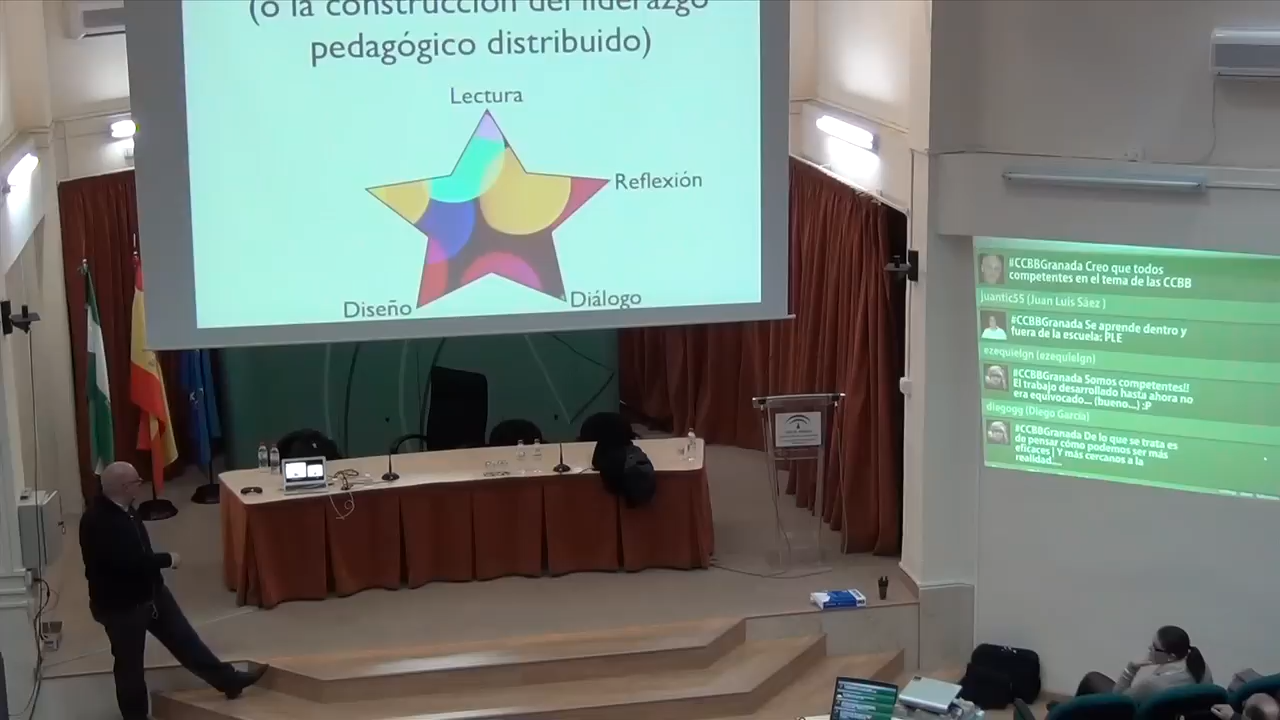 (o la construcción del liderazgo
pedagógico distribuido)
Lectura
Reflexión
Diseño
Diálogo
#CCBBGranada Creo que todos
competentes en el tema de las CCBB
juantic55 (Juan Luis Sáez )
#CCBBGranada Se aprende dentro y
fuera de la escuela: PLE
ezequielgn (ezequielgn)
#CCBBGranada Somos competentes!!
El trabajo desarrollado hasta ahora no
era equivocado... (bueno...) :P
diegogg (Diego García)
#CCBBGranada De lo que se trata es
de pensar cómo podemos ser más
eficaces | Y más cercanos a la
realidad....